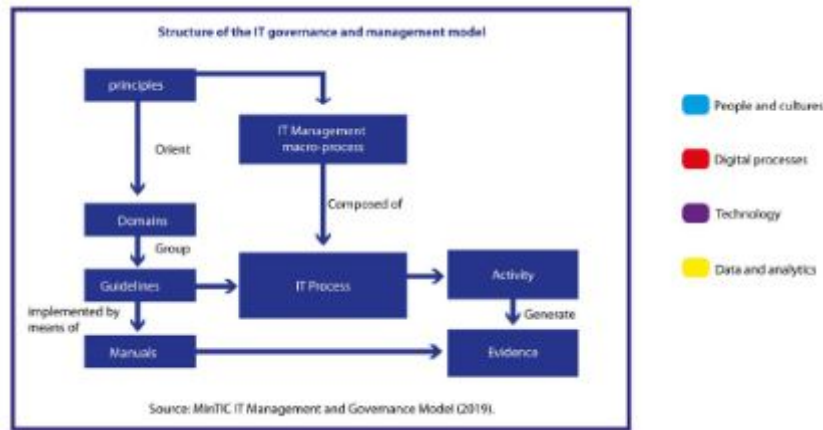 Structure of the IT governance and management model
principles
IT Management
macro-process
Orient
Composed of
Domains
Group
Guidelines
IT Process
Activity
implemented by
means of
Generate
Manuals
Evidence
Source: MinTIC IT Management and Governance Model (2019).
People and cultures
Digital processes
Technology
Data and analytics